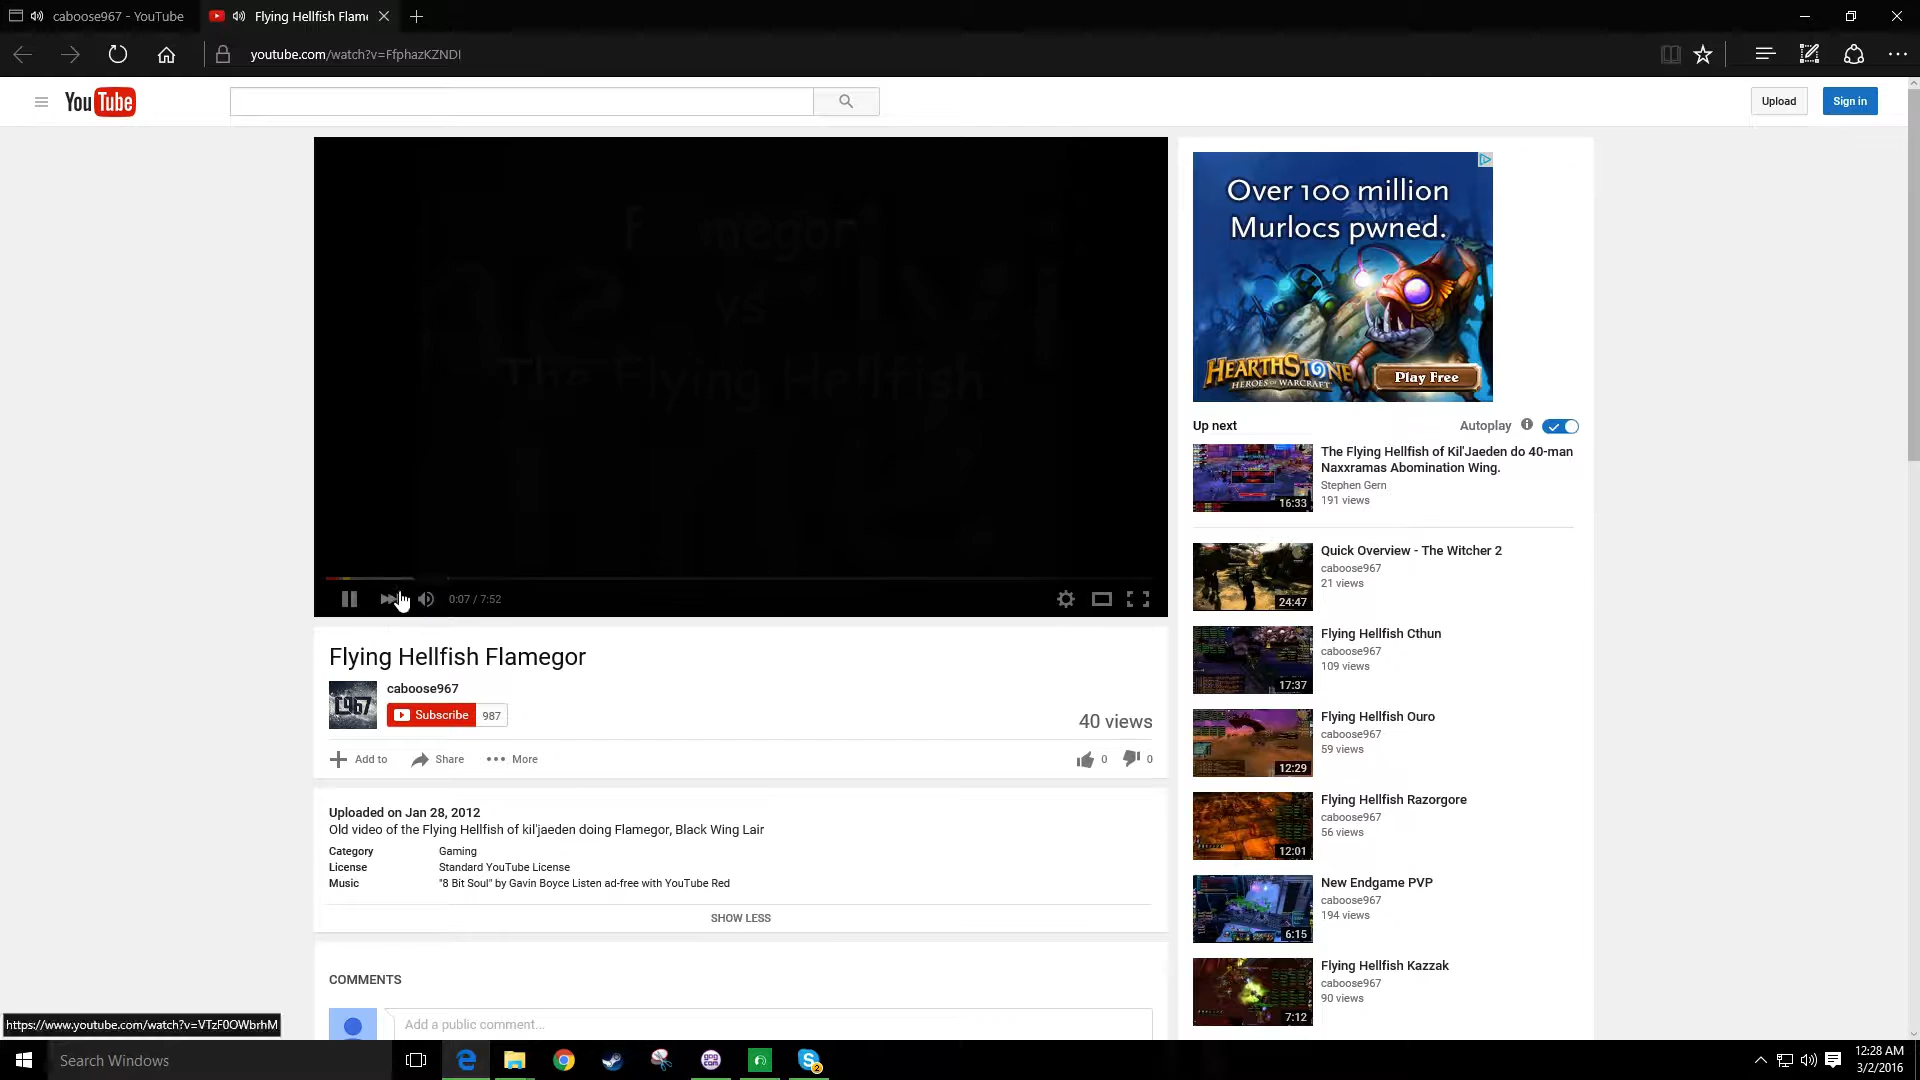 caboose967 - YouTube
Flying Hellfish Flam
youtube.com/watch?v=FfphazKZNDI
YouTube
Upload
Sign in
Over 100 million
Murlocs pwned.
HEARTHSTONE
HEROES OF WARCRAFT
Play Free
Flamegor
vs
The Flying Hellfish
0:07 / 7:52
Up next
Autoplay
The Flying Hellfish of Kil'Jaeden do 40-man
Naxxramas Abomination Wing.
Stephen Gern
191 views
16:33
Quick Overview - The Witcher 2
caboose967
21 views
24:47
Flying Hellfish Cthun
caboose967
109 views
17:37
Flying Hellfish Ouro
caboose967
59 views
12:29
Flying Hellfish Razorgore
caboose967
56 views
12:01
New Endgame PVP
caboose967
194 views
6:15
Flying Hellfish Kazzak
caboose967
90 views
7:12
Flying Hellfish Flamegor
C967
caboose967
Subscribe 987
40 views
Add to Share More
0 0
Uploaded on Jan 28, 2012
Old video of the Flying Hellfish of kil'jaeden doing Flamegor, Black Wing Lair
Category Gaming
License Standard YouTube License
Music "8 Bit Soul" by Gavin Boyce Listen ad-free with YouTube Red
SHOW LESS
COMMENTS
Add a public comment...
https://www.youtube.com/watch?v=VTzF0OWbrhM
Search Windows
2
12:28 AM
3/2/2016